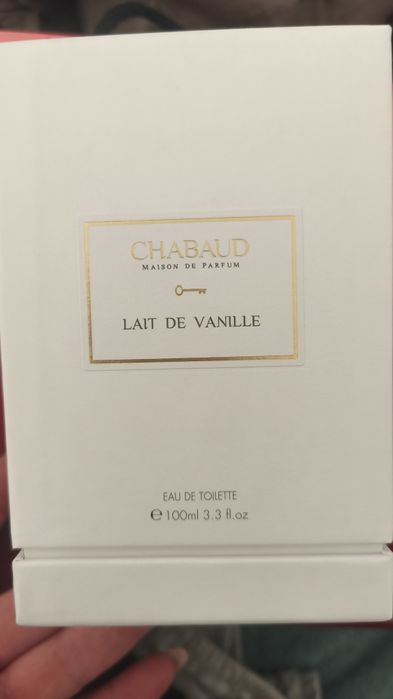 CHABAUD
MAISON DE PARFUM
LAIT DE VANILLE
EAU DE TOILETTE
℮ 100ml 3.3 fl.oz